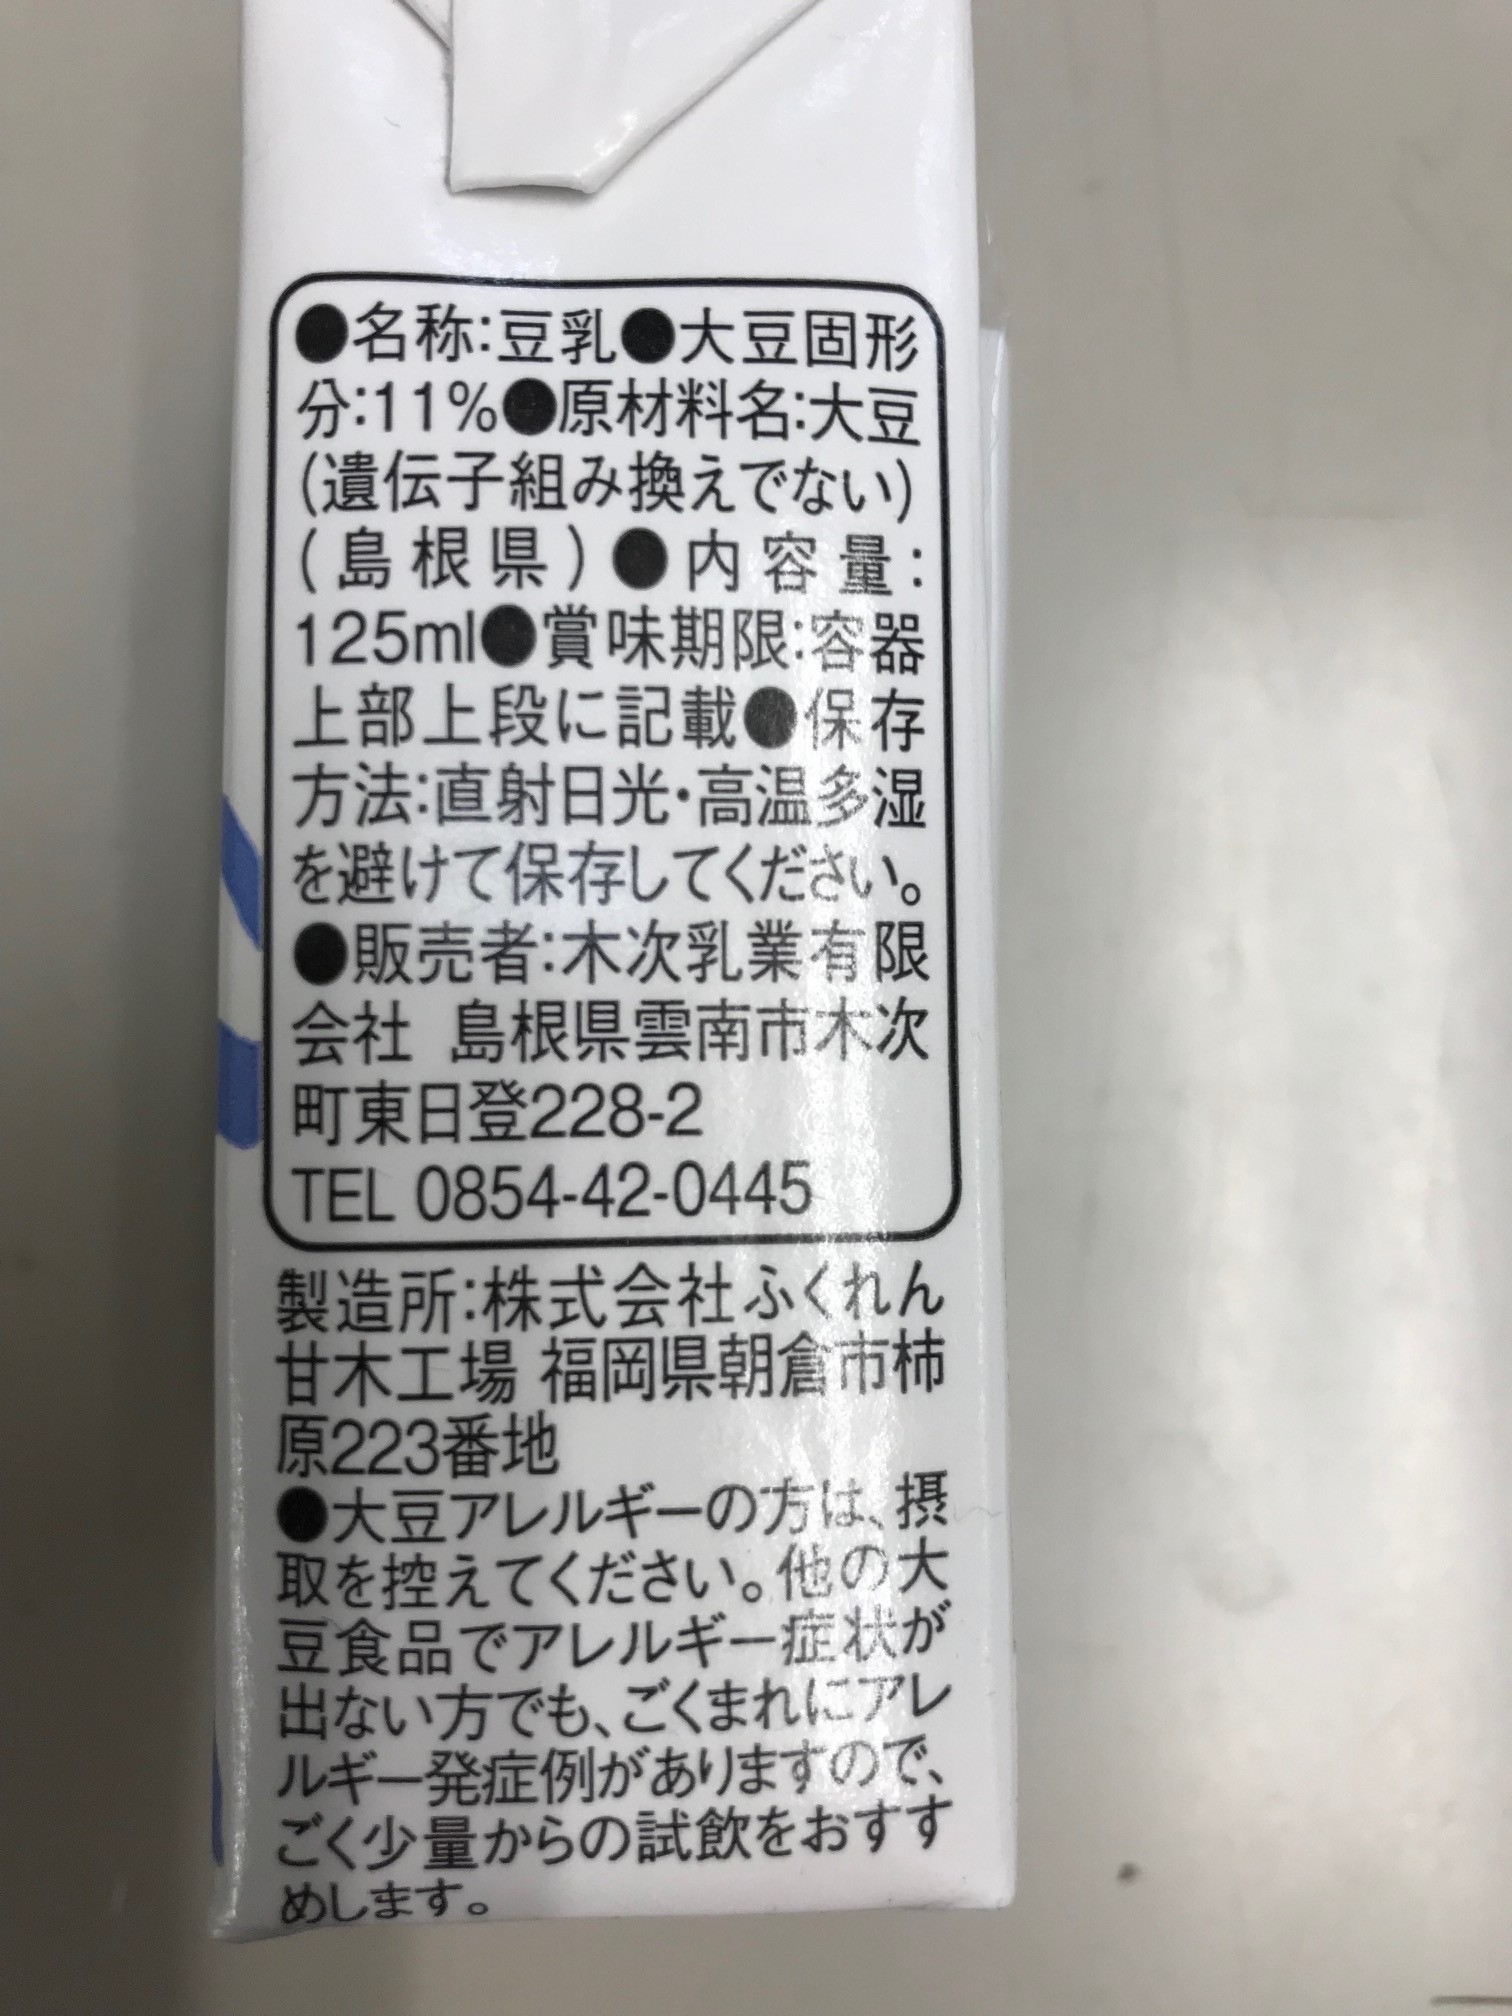 ●名称:豆乳●大豆固形
分:11%●原材料名:大豆
(遺伝子組み換えでない)
(島根県)●内容量:
125ml●賞味期限:容器
上部上段に記載●保存
方法:直射日光・高温多湿
を避けて保存してください。
●販売者:木次乳業有限
会社 島根県雲南市木次
町東日登228-2
TEL 0854-42-0445
製造所:株式会社ふくれん
甘木工場 福岡県朝倉市柿
原223番地
●大豆アレルギーの方は、摂
取を控えてください。他の大
豆食品でアレルギー症状が
出ない方でも、ごくまれにアレ
ルギー発症例がありますので、
ごく少量からの試飲をおすす
めします。